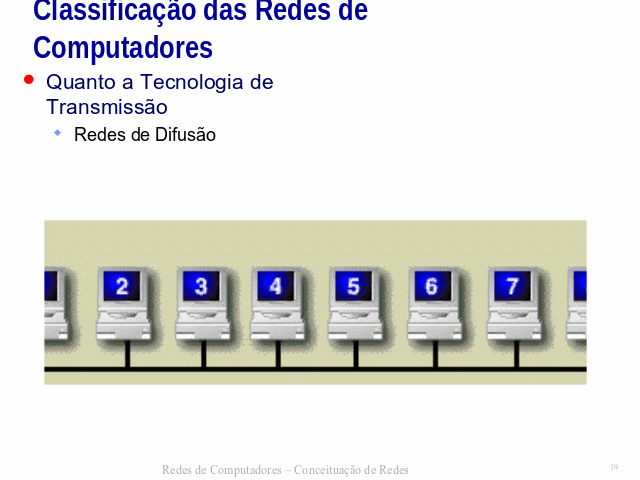 Classificação das Redes de
Computadores
Quanto a Tecnologia de
Transmissão
Redes de Difusão
2 3 4 5 6 7
Redes de Computadores – Conceituação de Redes
19